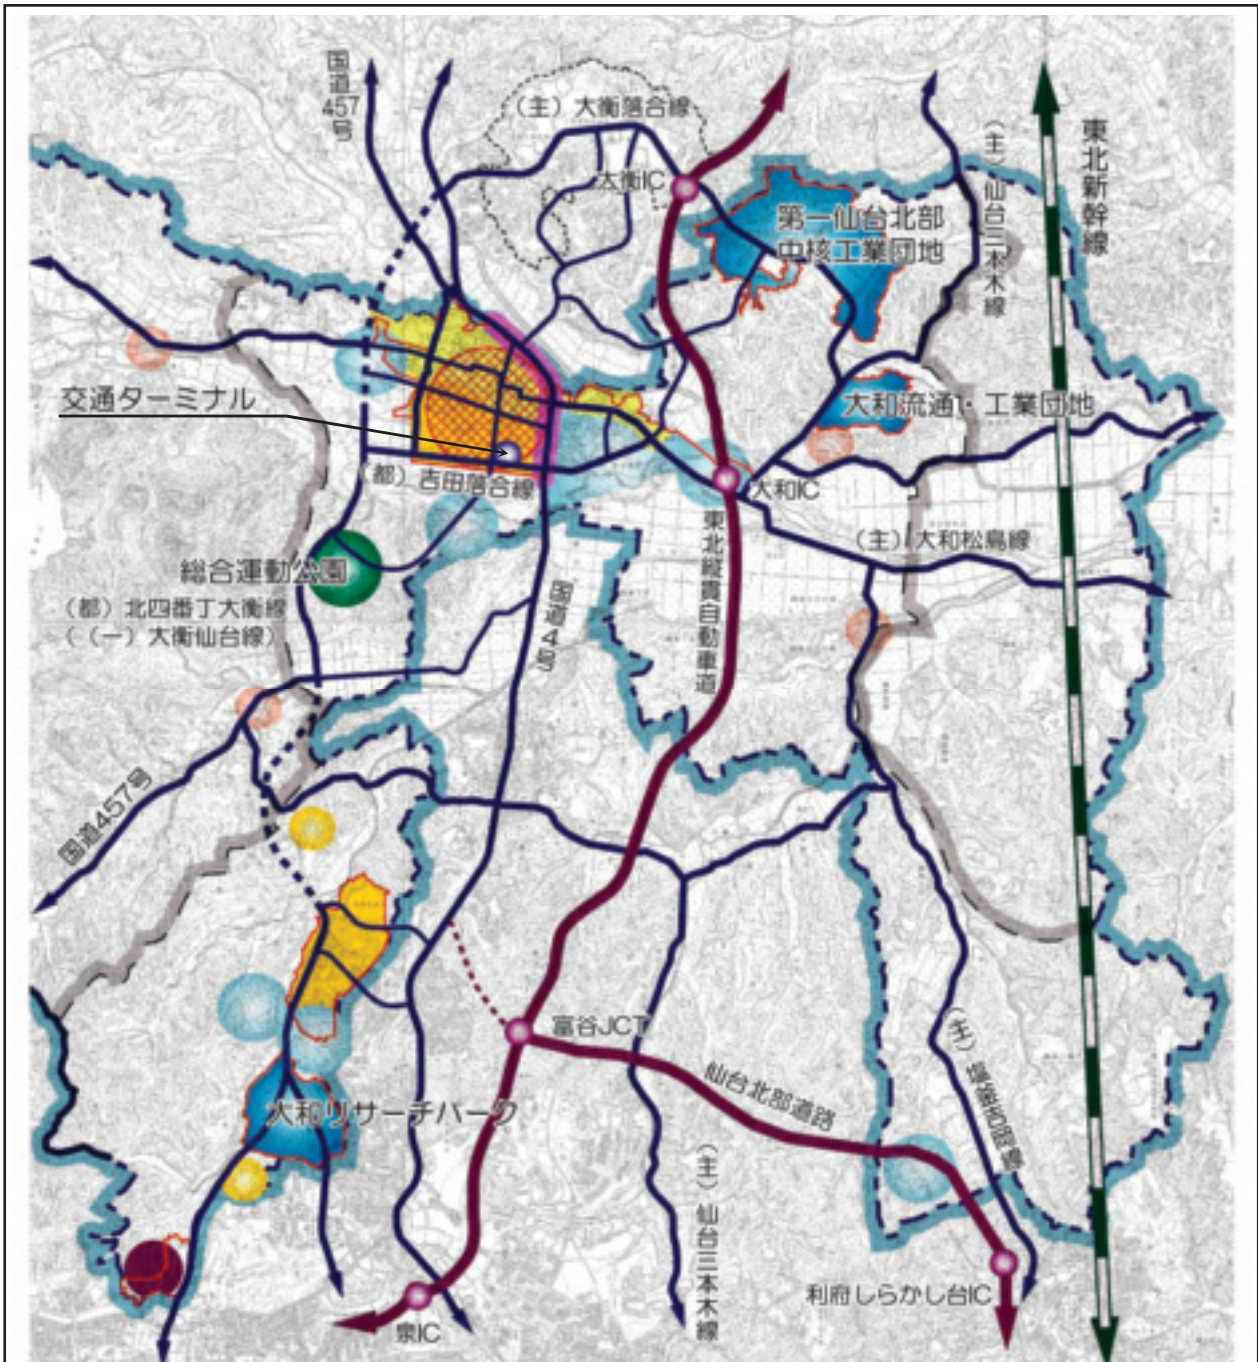 国道457号
(主)大衡落合線
大衡IC
(主)仙台三本木線
東北新幹線
第一仙台北部
中核工業団地
交通ターミナル
大和流通・工業団地
(都)吉田落合線
大和IC
(主)大和松島線
総合運動公園
(都)北四番丁大衡線
((一)大衡仙台線)
国道4号
東北縦貫自動車道
国道457号
富谷JCT
仙台北部道路
大和リサーチパーク
(主)仙台三本木線
利府しらかし台IC
泉IC